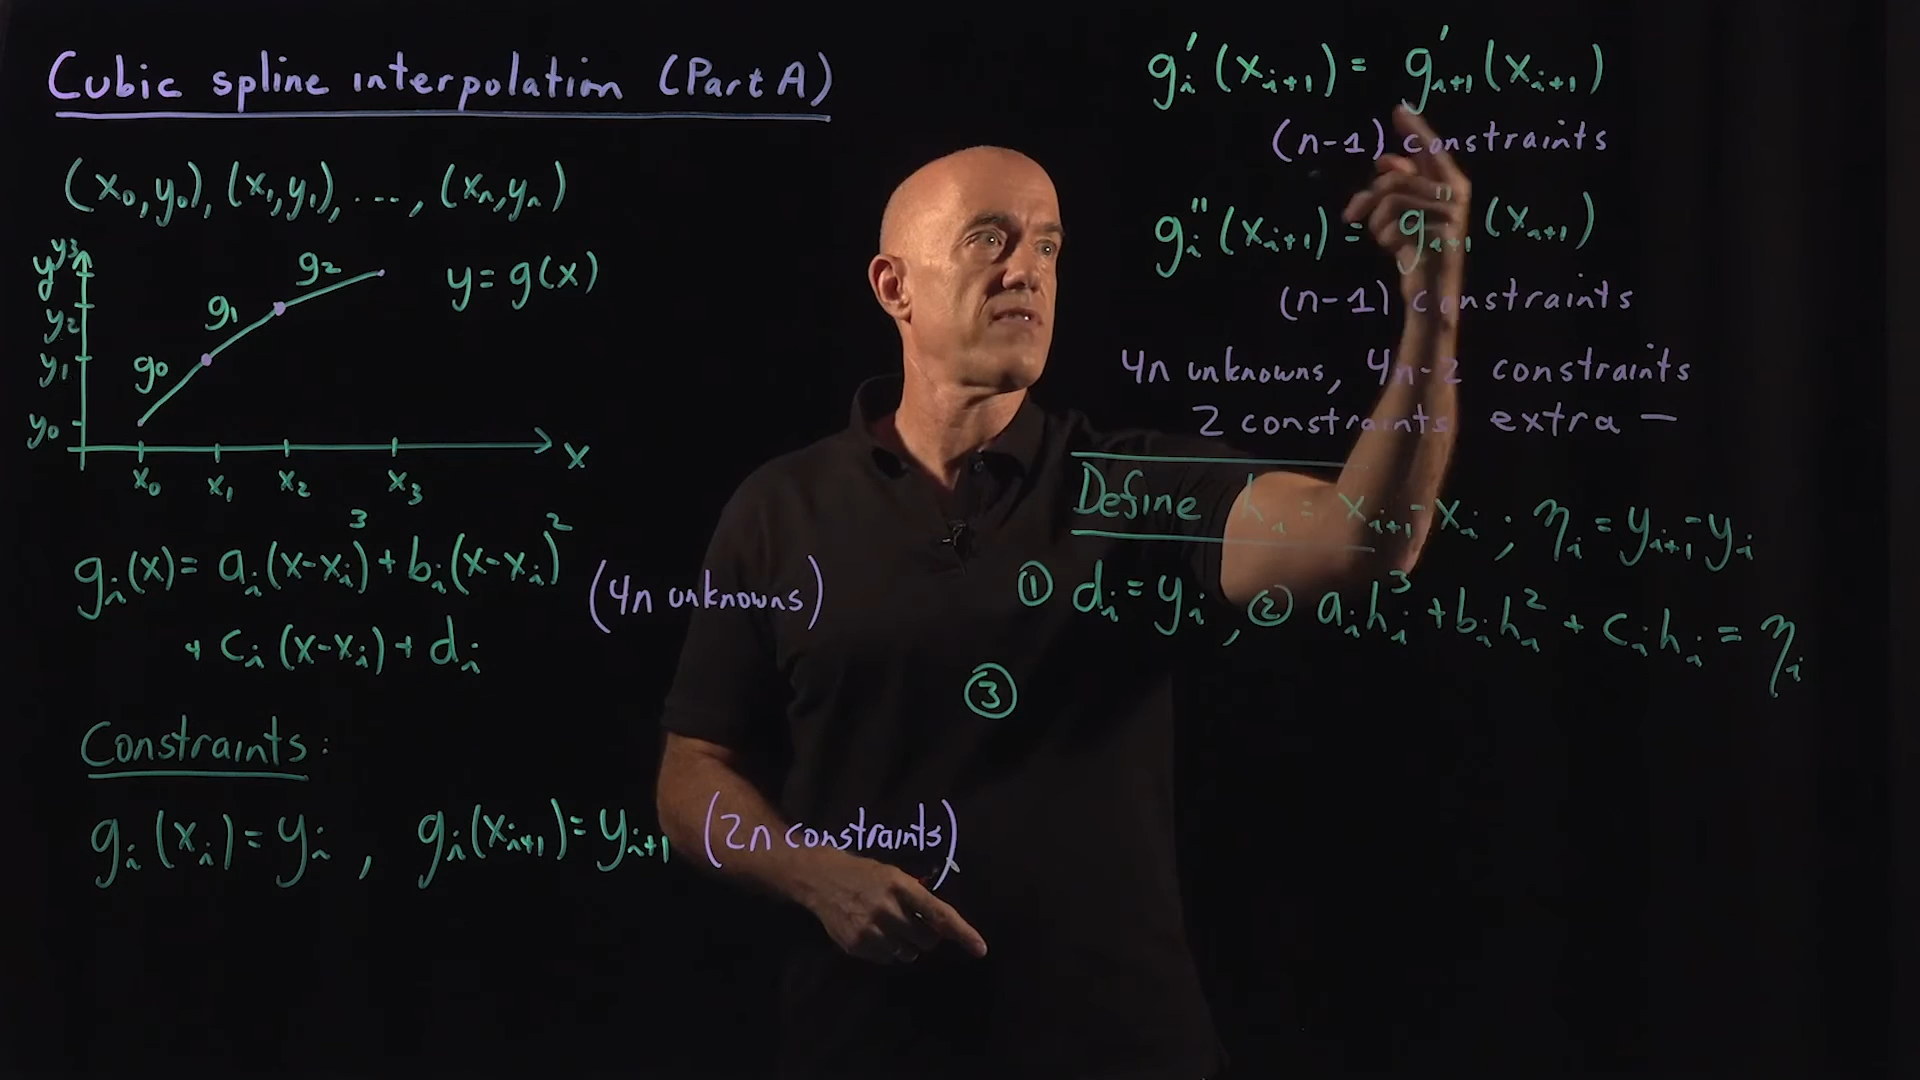 Cubic spline interpolation (Part A)
(x₀,y₀), (x₁,y₁), ..., (xₙ,yₙ)
y y₃
y₂
y₁
y₀
g₀ g₁ g₂
y = g(x)
x₀ x₁ x₂ x₃ x
gᵢ(x) = aᵢ(x-xᵢ)³ + bᵢ(x-xᵢ)²
+ cᵢ(x-xᵢ) + dᵢ
(4n unknowns)
Constraints:
gᵢ(xᵢ) = yᵢ , gᵢ(xᵢ₊₁) = yᵢ₊₁ (2n constraints)
gᵢ'(xᵢ₊₁) = g'ᵢ₊₁(xᵢ₊₁)
(n-1) constraints
gᵢ''(xᵢ₊₁) = g''ᵢ₊₁(xᵢ₊₁)
(n-1) constraints
4n unknowns, 4n-2 constraints
2 constraints extra —
Define hᵢ = xᵢ₊₁-xᵢ ; ηᵢ = yᵢ₊₁-yᵢ
① dᵢ = yᵢ , ② aᵢhᵢ³ + bᵢhᵢ² + cᵢhᵢ = ηᵢ
③